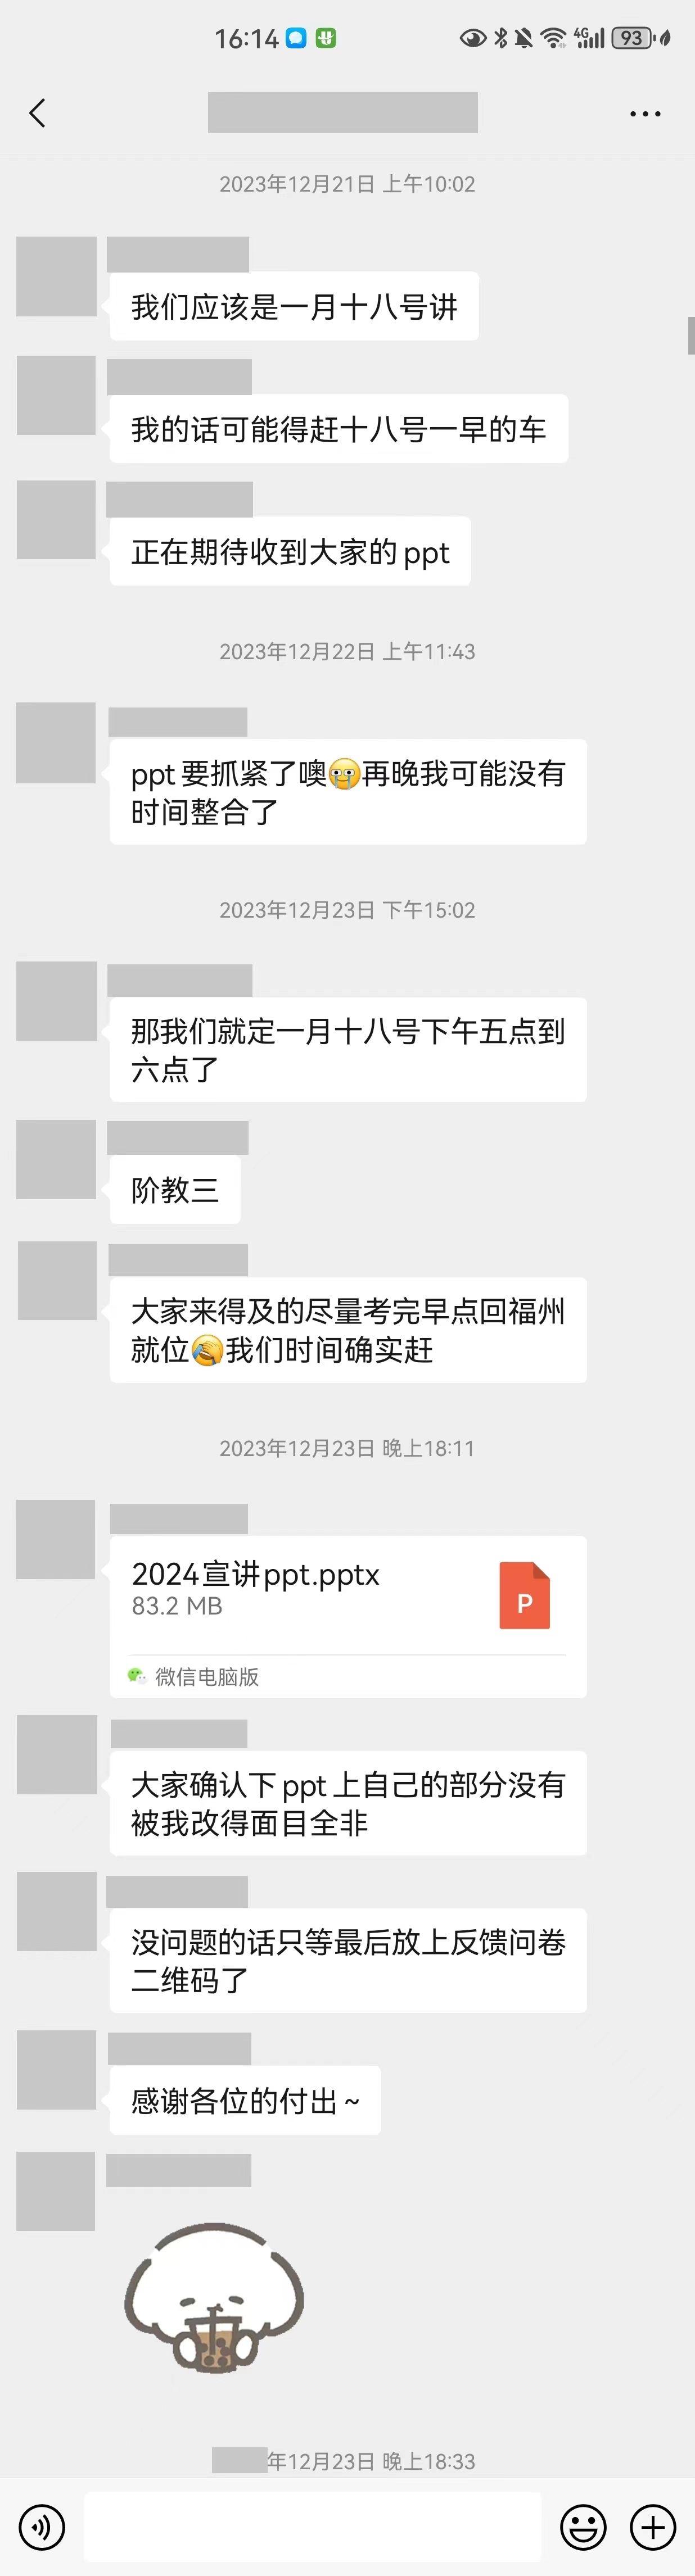 16:14
4G
93
2023年12月21日 上午10:02
我们应该是一月十八号讲
我的话可能得赶十八号一早的车
正在期待收到大家的ppt
2023年12月22日 上午11:43
ppt要抓紧了噢😭再晚我可能没有
时间整合了
2023年12月23日 下午15:02
那我们就定一月十八号下午五点到
六点了
阶教三
大家来得及的尽量考完早点回福州
就位🤣我们时间确实赶
2023年12月23日 晚上18:11
2024宣讲ppt.pptx
83.2 MB
P
微信电脑版
大家确认下ppt上自己的部分没有
被我改得面目全非
没问题的话只等最后放上反馈问卷
二维码了
感谢各位的付出~
年12月23日 晚上18:33